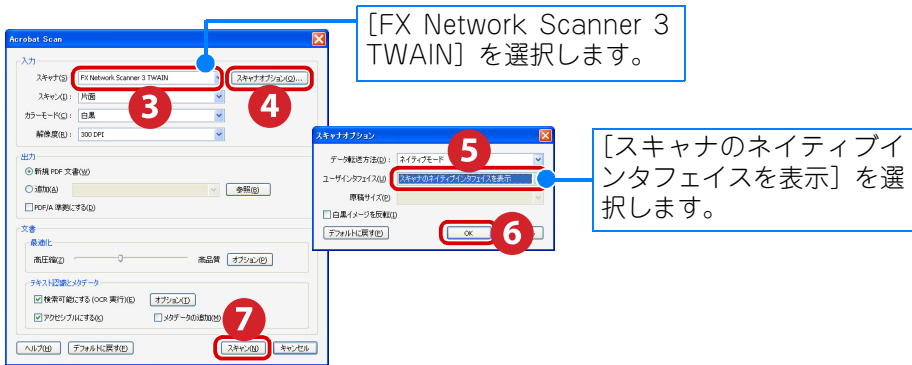 [FX Network Scanner 3
TWAIN] を選択します。
Acrobat Scan
入力
スキャナ(S): FX Network Scanner 3 TWAIN
スキャナオプション(O)...
3
4
スキャン(I): 片面
カラーモード(C): 白黒
解像度(R): 300 DPI
出力
新規 PDF 文書(W)
追加(A)
参照(B)
PDF/A 準拠にする(D)
文書
最適化
高圧縮(Z)
高品質
オプション(P)
テキスト認識とメタデータ
検索可能にする (OCR 実行)(E)
オプション(T)
アクセシブルにする(K)
メタデータの追加(M)
7
ヘルプ(H)
デフォルトに戻す(F)
スキャン(N)
キャンセル
スキャナオプション
データ転送方法(D): ネイティブモード
5
ユーザインタフェイス(U) スキャナのネイティブインタフェイスを表示
原稿サイズ(P)
白黒イメージを反転(I)
デフォルトに戻す(F)
OK
6
[スキャナのネイティブイ
ンタフェイスを表示] を選
択します。